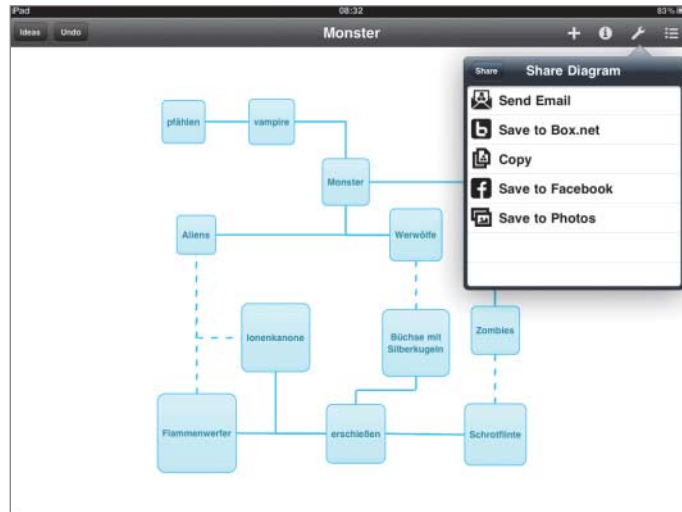 iPad 08:32 83%
Ideas Undo Monster
Share Share Diagram
Send Email
Save to Box.net
Copy
Save to Facebook
Save to Photos
pfählen vampire
Monster
Aliens Werwölfe
Ionenkanone Büchse mit
Silberkugeln
Zombies
Flammenwerfer erschießen Schrotflinte